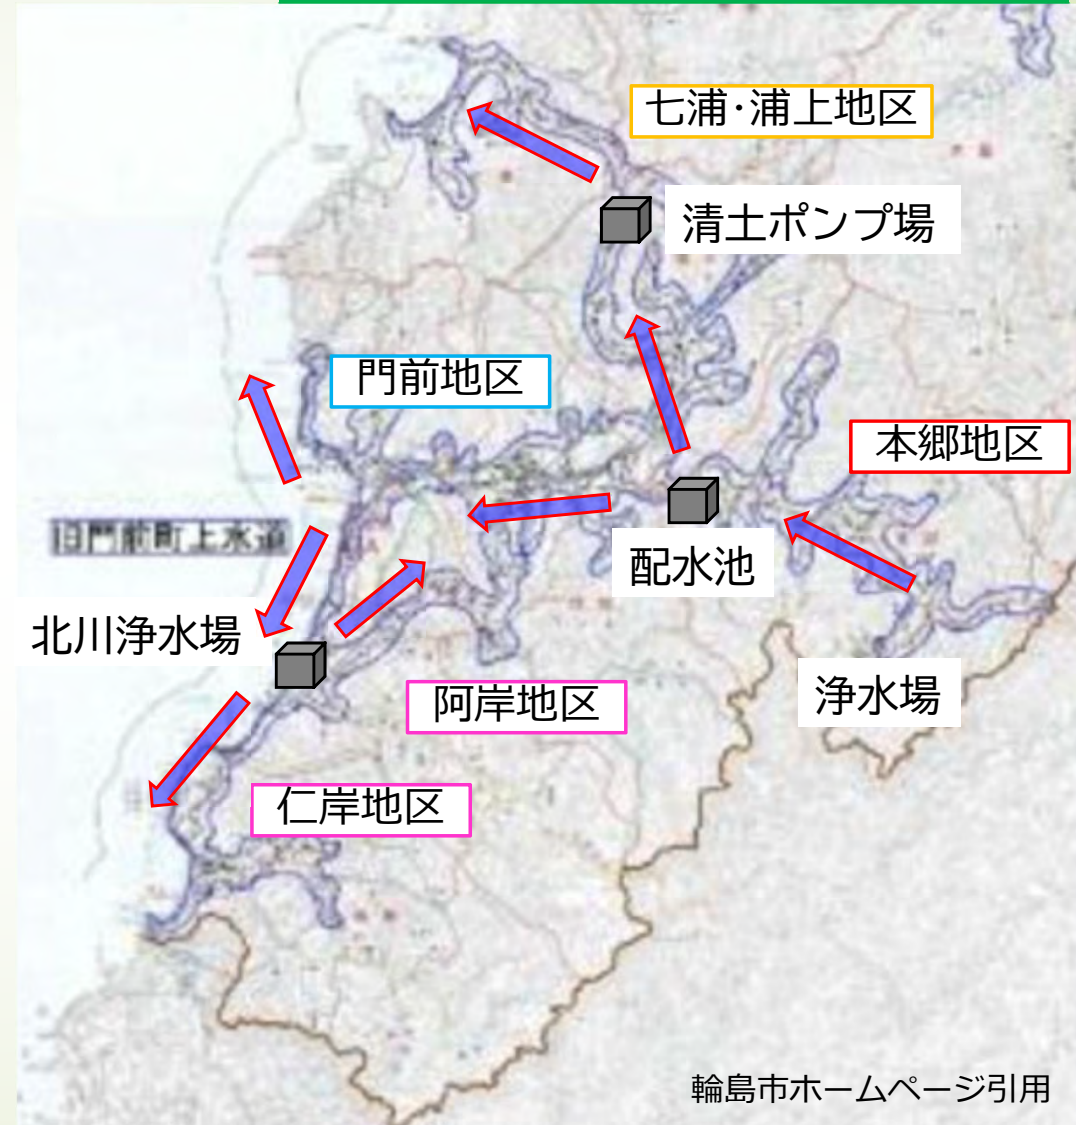 七浦・浦上地区
清土ポンプ場
門前地区
本郷地区
旧門前町上水道
配水池
北川浄水場
浄水場
阿岸地区
仁岸地区
輪島市ホームページ引用